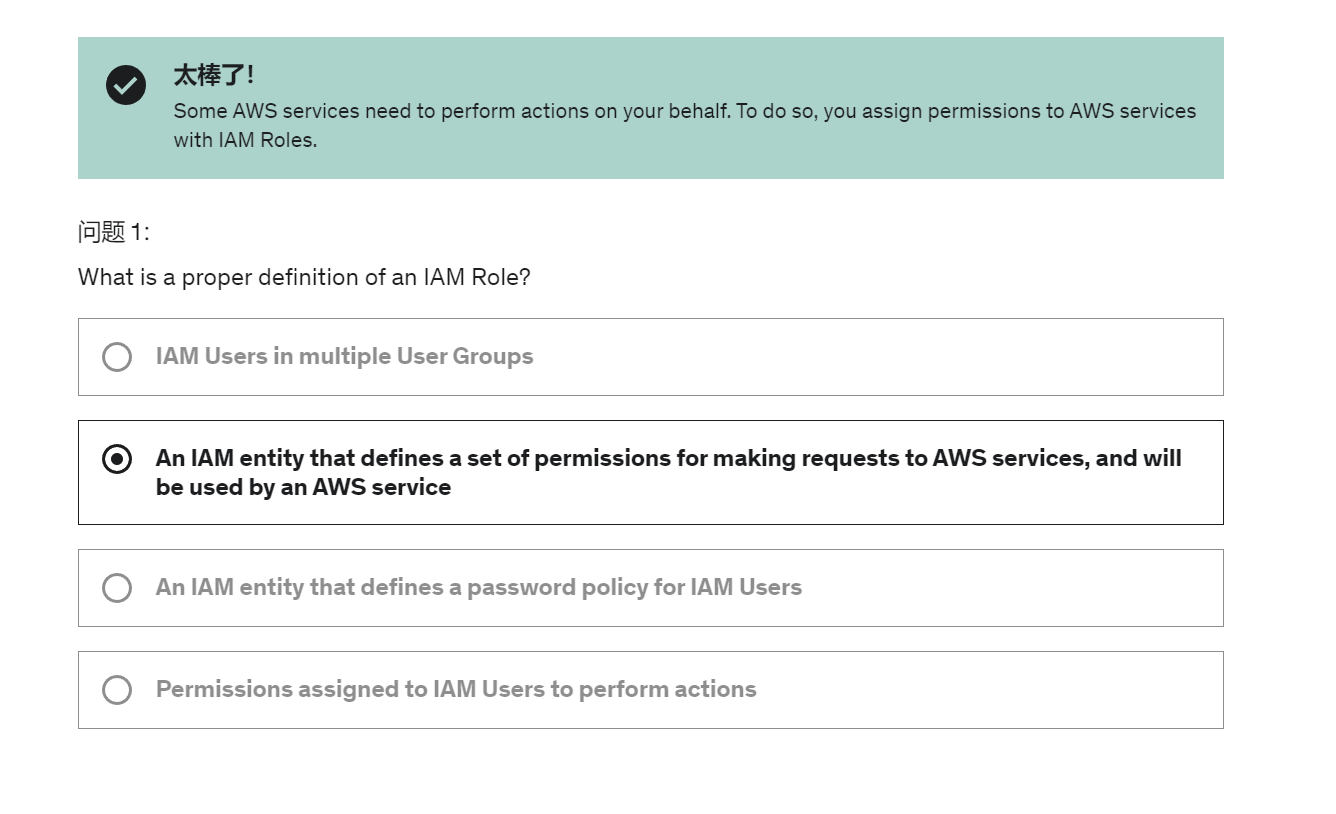 太棒了!
Some AWS services need to perform actions on your behalf. To do so, you assign permissions to AWS services
with IAM Roles.
问题 1:
What is a proper definition of an IAM Role?
IAM Users in multiple User Groups
An IAM entity that defines a set of permissions for making requests to AWS services, and will
be used by an AWS service
An IAM entity that defines a password policy for IAM Users
Permissions assigned to IAM Users to perform actions